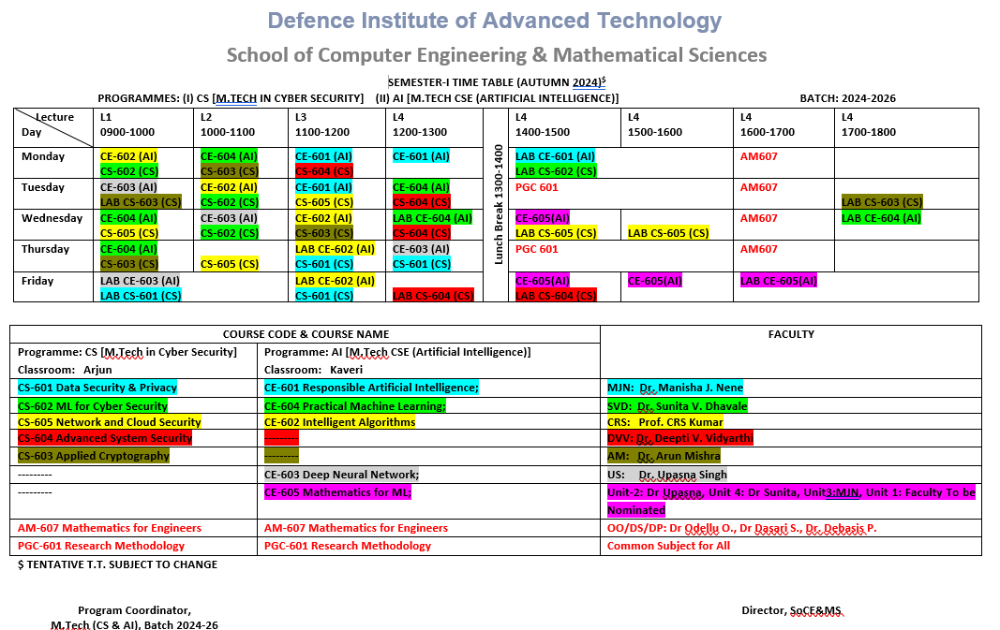 Defence Institute of Advanced Technology
School of Computer Engineering & Mathematical Sciences
SEMESTER-I TIME TABLE (AUTUMN 2024)$
PROGRAMMES: (I) CS [M.TECH IN CYBER SECURITY] (II) AI [M.TECH CSE (ARTIFICIAL INTELLIGENCE)] BATCH: 2024-2026
Lecture L1 L2 L3 L4 L4 L4 L4 L4
Day 0900-1000 1000-1100 1100-1200 1200-1300 1400-1500 1500-1600 1600-1700 1700-1800
Lunch Break 1300-1400
Monday CE-602 (AI) CE-604 (AI) CE-601 (AI) CE-601 (AI) LAB CE-601 (AI) AM607
CS-602 (CS) CS-603 (CS) CS-604 (CS) LAB CS-602 (CS)
Tuesday CE-603 (AI) CE-602 (AI) CE-601 (AI) CE-604 (AI) PGC 601 AM607
LAB CS-603 (CS) CS-602 (CS) CS-605 (CS) CS-604 (CS) LAB CS-603 (CS)
Wednesday CE-604 (AI) CE-603 (AI) CE-602 (AI) LAB CE-604 (AI) CE-605(AI) AM607 LAB CE-604 (AI)
CS-605 (CS) CS-602 (CS) CS-603 (CS) CS-604 (CS) LAB CS-605 (CS) LAB CS-605 (CS)
Thursday CE-604 (AI) LAB CE-602 (AI) CE-603 (AI) PGC 601 AM607
CS-603 (CS) CS-605 (CS) CS-601 (CS) CS-601 (CS)
Friday LAB CE-603 (AI) LAB CE-602 (AI) CE-605(AI) CE-605(AI) LAB CE-605(AI)
LAB CS-601 (CS) CS-601 (CS) LAB CS-604 (CS) LAB CS-604 (CS)
COURSE CODE & COURSE NAME FACULTY
Programme: CS [M.Tech in Cyber Security] Programme: AI [M.Tech CSE (Artificial Intelligence)]
Classroom: Arjun Classroom: Kaveri
CS-601 Data Security & Privacy CE-601 Responsible Artificial Intelligence; MJN: Dr. Manisha J. Nene
CS-602 ML for Cyber Security CE-604 Practical Machine Learning; SVD: Dr. Sunita V. Dhavale
CS-605 Network and Cloud Security CE-602 Intelligent Algorithms CRS: Prof. CRS Kumar
CS-604 Advanced System Security --------- DVV: Dr. Deepti V. Vidyarthi
CS-603 Applied Cryptography --------- AM: Dr. Arun Mishra
--------- CE-603 Deep Neural Network; US: Dr. Upasna Singh
--------- CE-605 Mathematics for ML; Unit-2: Dr Upasna, Unit 4: Dr Sunita, Unit3:MJN, Unit 1: Faculty To be
Nominated
AM-607 Mathematics for Engineers AM-607 Mathematics for Engineers OO/DS/DP: Dr Odellu O., Dr Dasari S., Dr. Debasis P.
PGC-601 Research Methodology PGC-601 Research Methodology Common Subject for All
$ TENTATIVE T.T. SUBJECT TO CHANGE
Program Coordinator, Director, SoCE&MS
M.Tech (CS & AI), Batch 2024-26